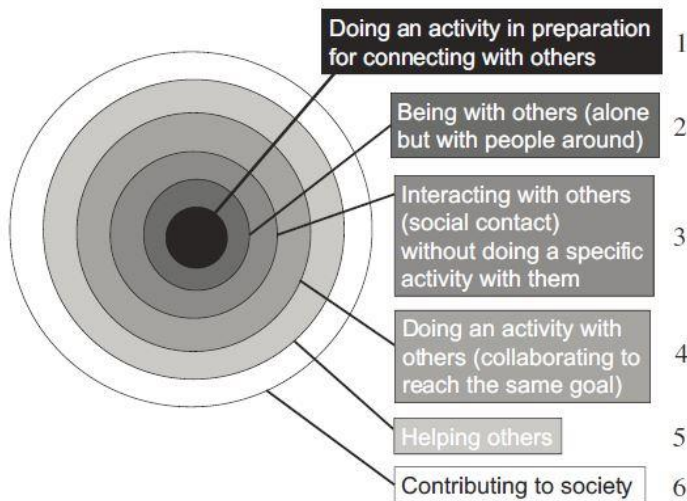 Doing an activity in preparation
for connecting with others
1
Being with others (alone
but with people around)
2
Interacting with others
(social contact)
without doing a specific
activity with them
3
Doing an activity with
others (collaborating to
reach the same goal)
4
Helping others
5
Contributing to society
6